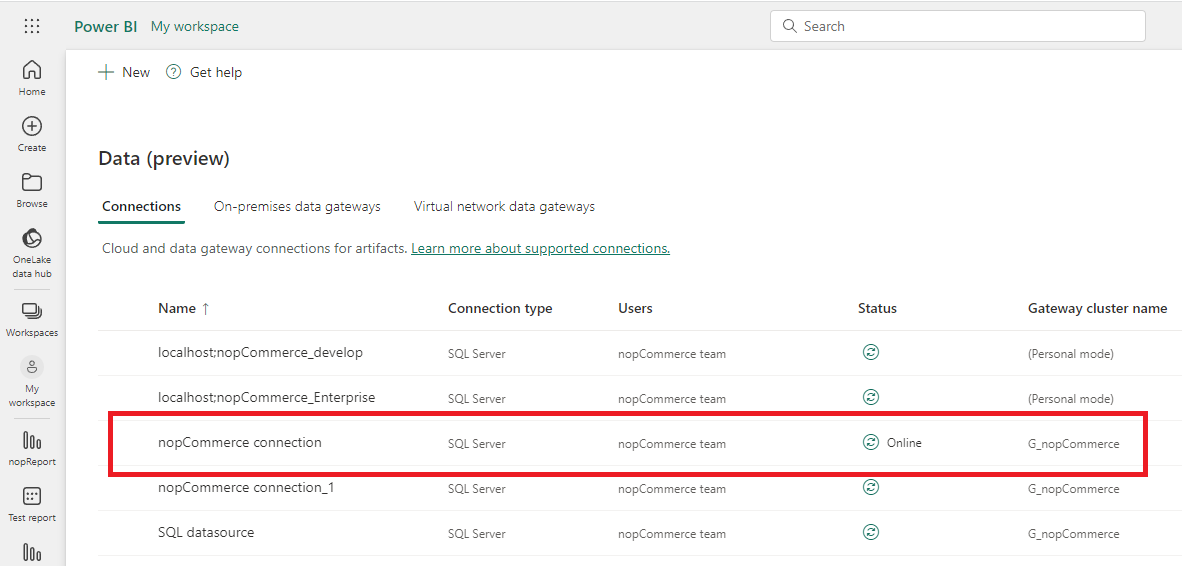 Power BI My workspace Search
New Get help
Home
Create
Browse
OneLake
data hub
Workspaces
My
workspace
nopReport
Test report
Data (preview)
Connections On-premises data gateways Virtual network data gateways
Cloud and data gateway connections for artifacts. Learn more about supported connections.
Name ↑ Connection type Users Status Gateway cluster name
localhost;nopCommerce_develop SQL Server nopCommerce team (Personal mode)
localhost;nopCommerce_Enterprise SQL Server nopCommerce team (Personal mode)
nopCommerce connection SQL Server nopCommerce team Online G_nopCommerce
nopCommerce connection_1 SQL Server nopCommerce team G_nopCommerce
SQL datasource SQL Server nopCommerce team G_nopCommerce